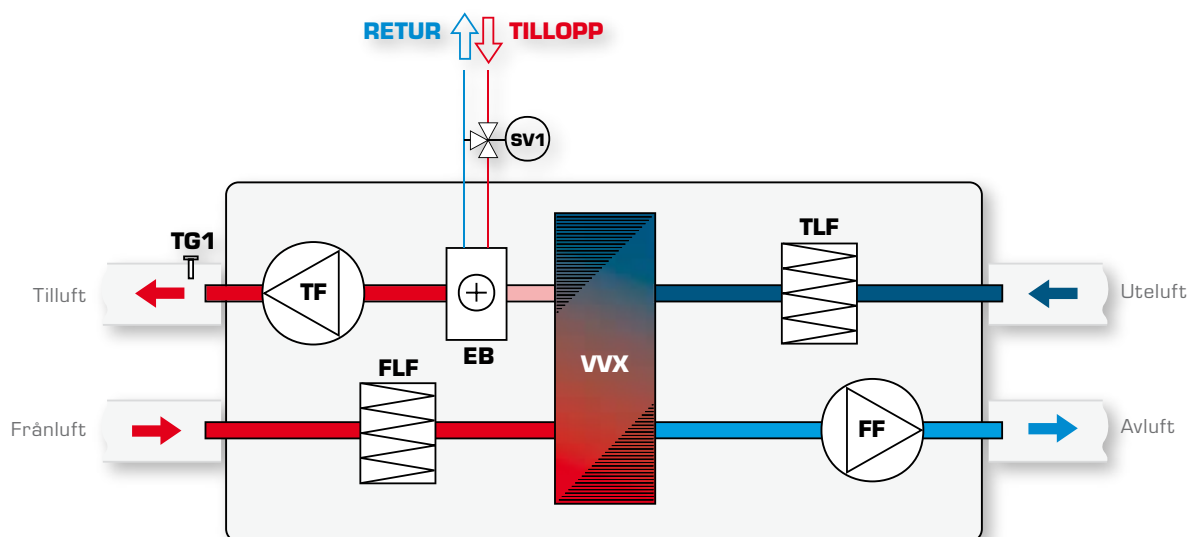 RETUR TILLOPP
SV1
TG1
TLF
Tilluft
TF
EB
Uteluft
FLF
VVX
Frånluft
FF
Avluft